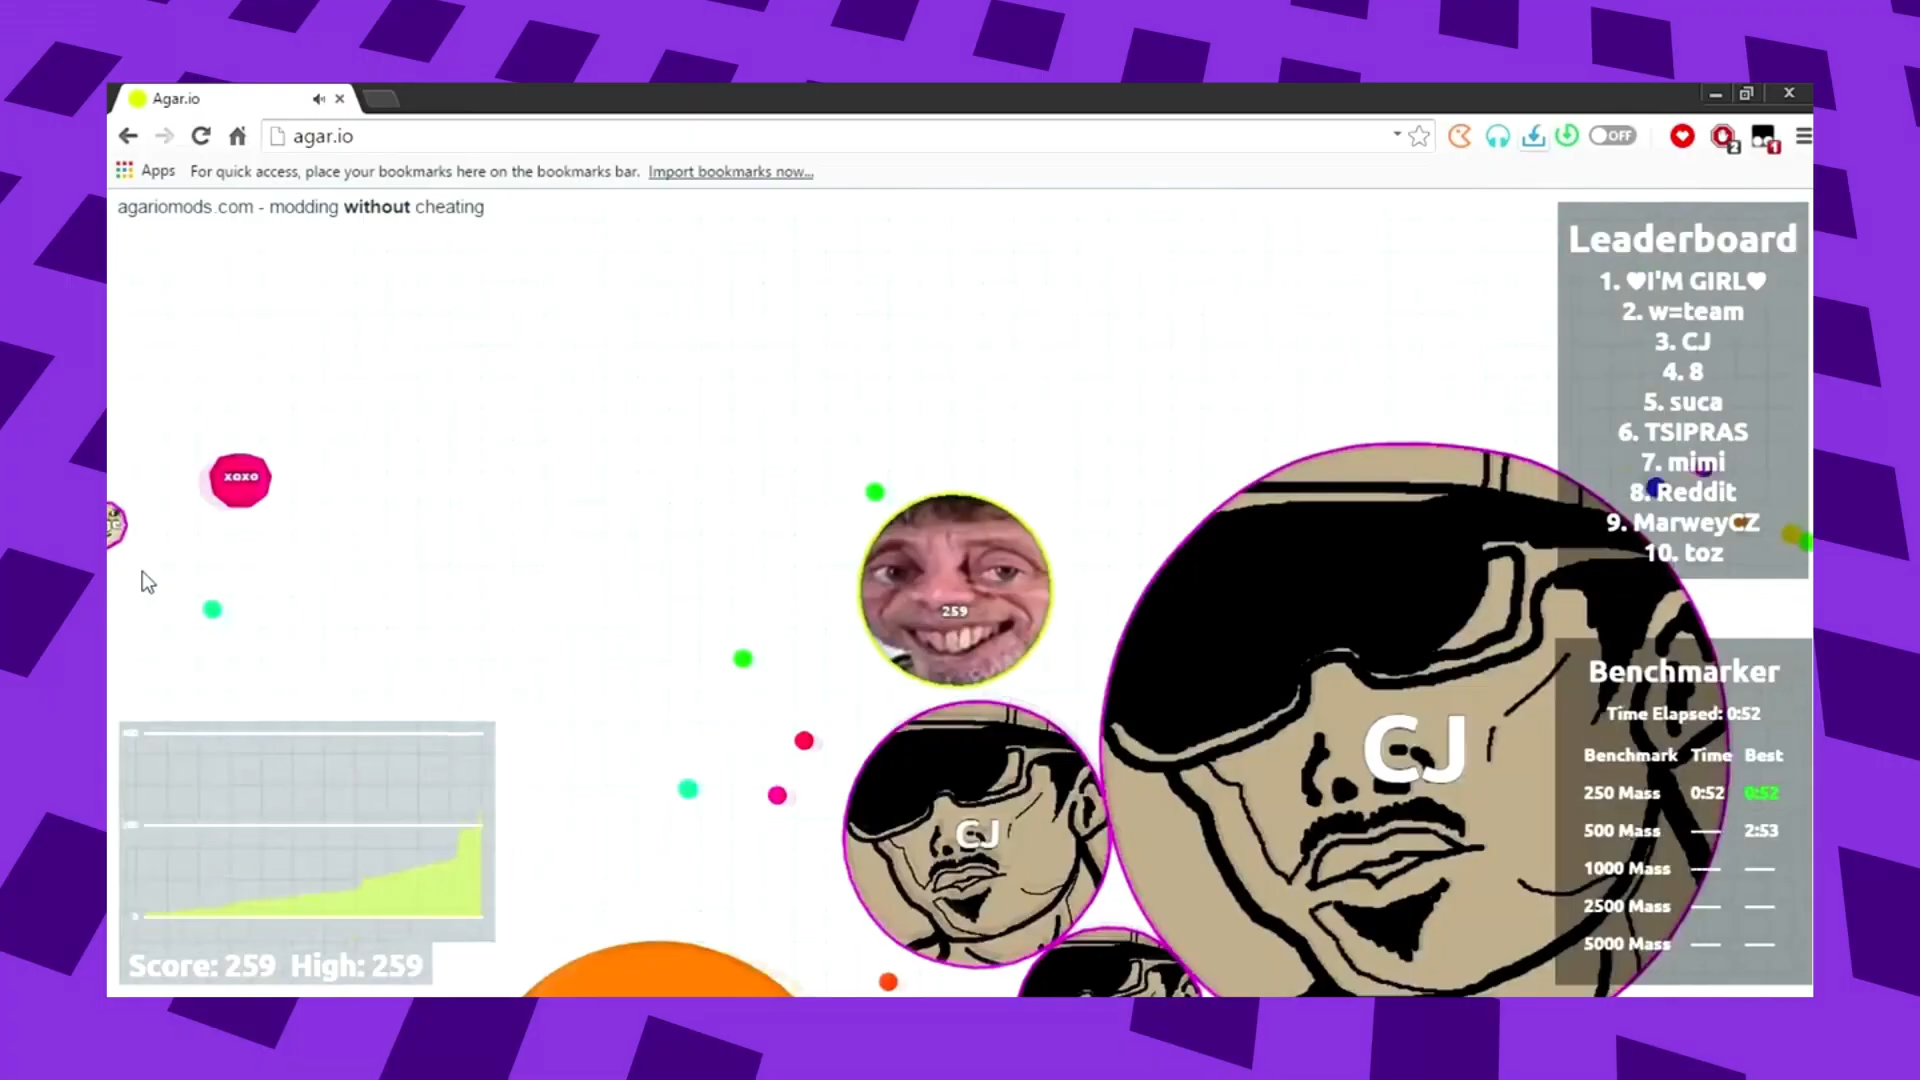 Agar.io
agar.io
OFF
2
1
Apps For quick access, place your bookmarks here on the bookmarks bar. Import bookmarks now...
agariomods.com - modding without cheating
Leaderboard
1. ♥I'M GIRL♥
2. w=team
3. CJ
4. 8
5. suca
6. TSIPRAS
7. mimi
8. Reddit
9. MarweyCZ
10. toz
xoxo
259
CJ
CJ
Benchmarker
Time Elapsed: 0:52
Benchmark Time Best
250 Mass 0:52 0:52
500 Mass — 2:53
1000 Mass — —
2500 Mass — —
5000 Mass — —
0
Score: 259 High: 259